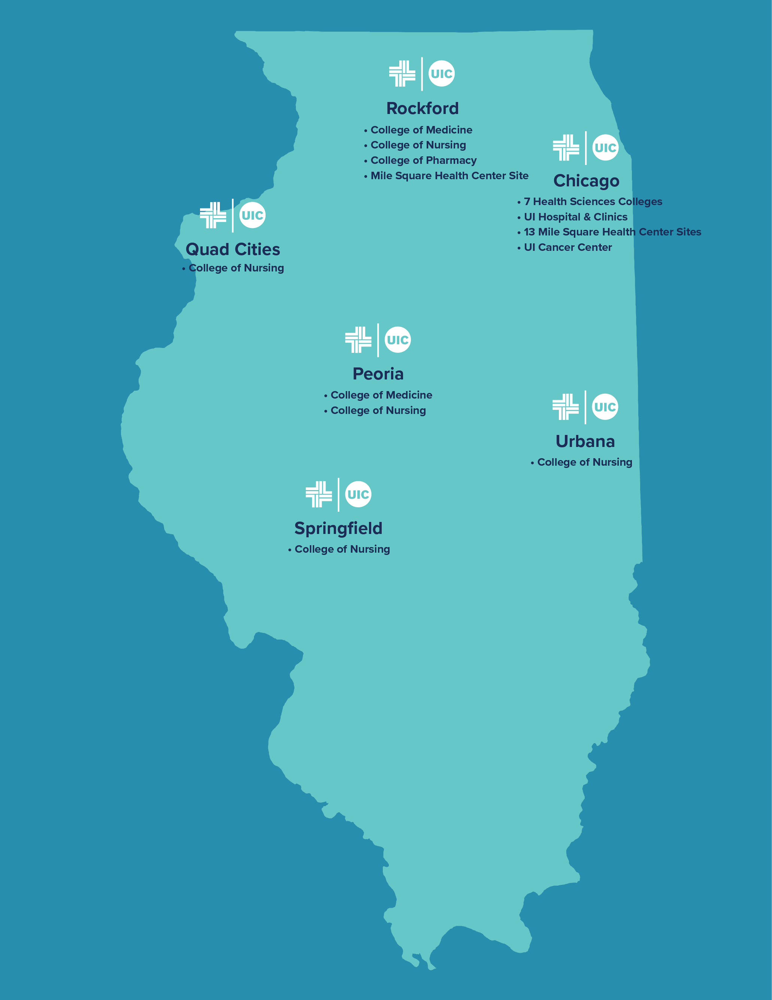 UIC
Rockford
• College of Medicine
• College of Nursing
• College of Pharmacy
• Mile Square Health Center Site
UIC
Chicago
• 7 Health Sciences Colleges
• UI Hospital & Clinics
• 13 Mile Square Health Center Sites
• UI Cancer Center
UIC
Quad Cities
• College of Nursing
UIC
Peoria
• College of Medicine
• College of Nursing
UIC
Urbana
• College of Nursing
UIC
Springfield
• College of Nursing